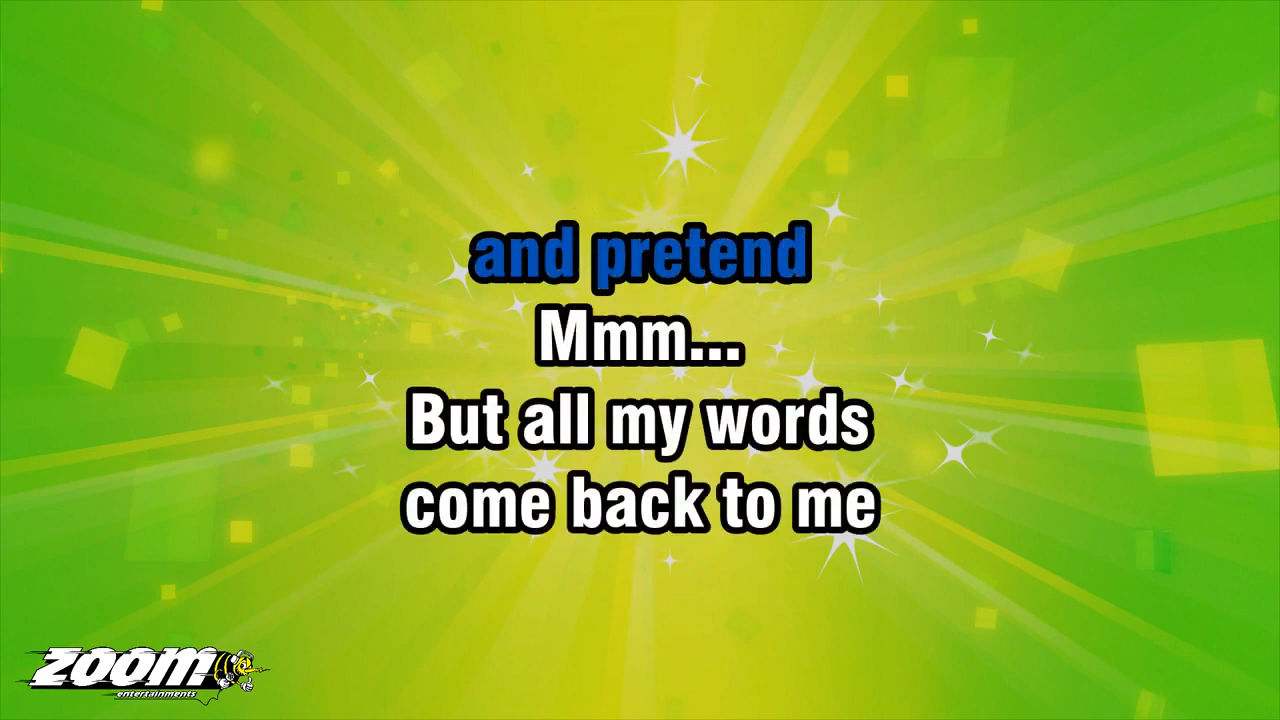 and pretend
Mmm...
But all my words
come back to me
zoom
entertainments